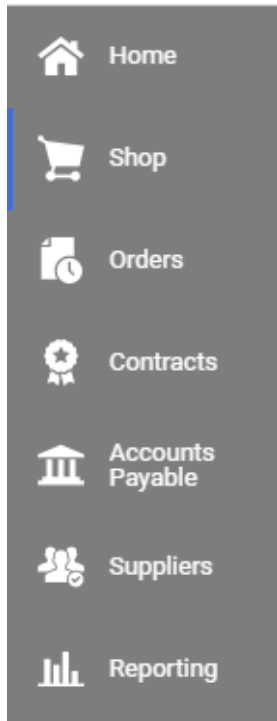 Home
Shop
Orders
Contracts
Accounts
Payable
Suppliers
Reporting